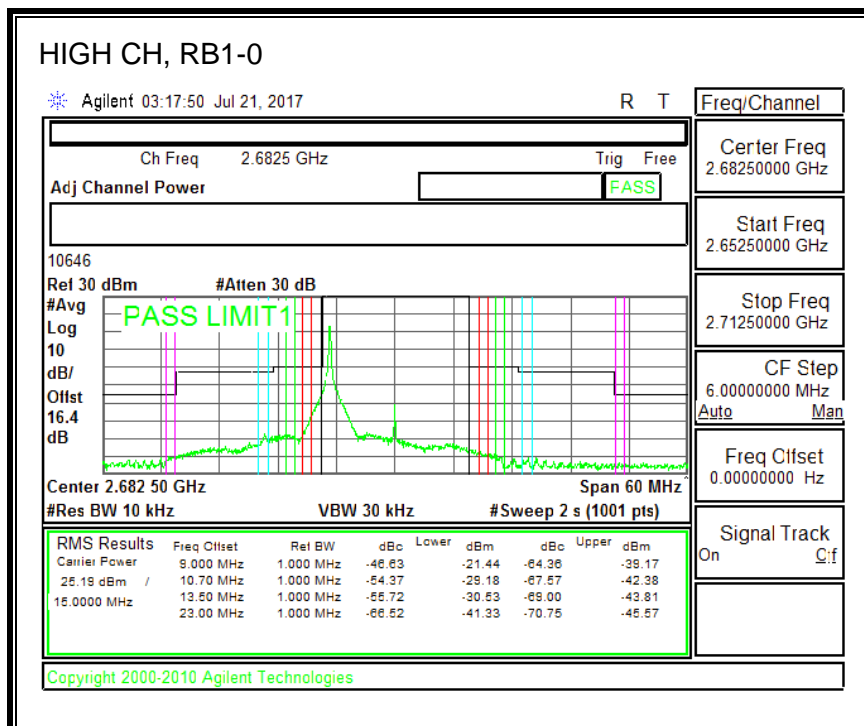 HIGH CH, RB1-0
Agilent 03:17:50 Jul 21, 2017 R T
Freq/Channel
Ch Freq 2.6825 GHz Trig Free
Adj Channel Power PASS
10646
Ref 30 dBm #Atten 30 dB
#Avg
Log
10
dB/
Offst
16.4
dB
PASS LIMIT1
Center 2.682 50 GHz Span 60 MHz
#Res BW 10 kHz VBW 30 kHz #Sweep 2 s (1001 pts)
RMS Results Freq Offset Ref BW dBc Lower dBm dBc Upper dBm
Carrier Power 9.000 MHz 1.000 MHz -46.63 -21.44 -64.36 -39.17
25.19 dBm / 10.70 MHz 1.000 MHz -54.37 -29.18 -67.57 -42.38
15.0000 MHz 13.50 MHz 1.000 MHz -55.72 -30.53 -69.00 -43.81
23.00 MHz 1.000 MHz -66.52 -41.33 -70.75 -45.57
Copyright 2000-2010 Agilent Technologies
Center Freq
2.68250000 GHz
Start Freq
2.65250000 GHz
Stop Freq
2.71250000 GHz
CF Step
6.00000000 MHz
Auto Man
Freq Offset
0.00000000 Hz
Signal Track
On Off